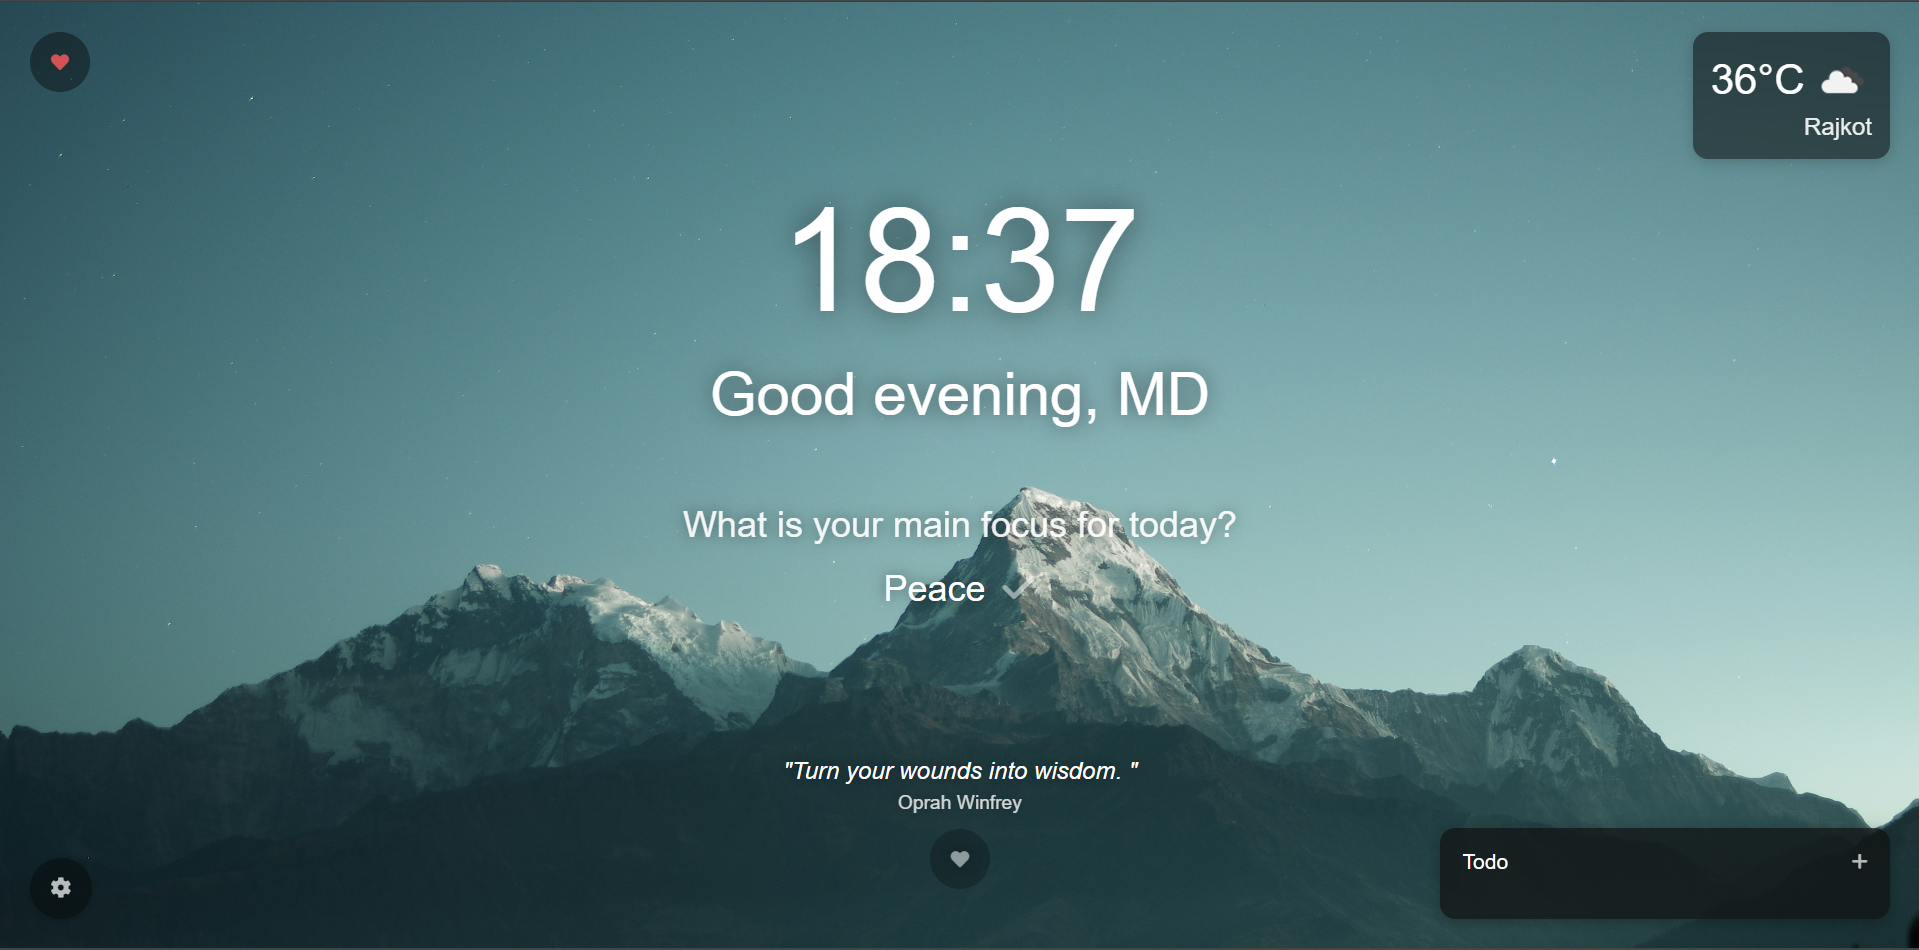 36°C
Rajkot
18:37
Good evening, MD
What is your main focus for today?
Peace
"Turn your wounds into wisdom. "
Oprah Winfrey
Todo
+